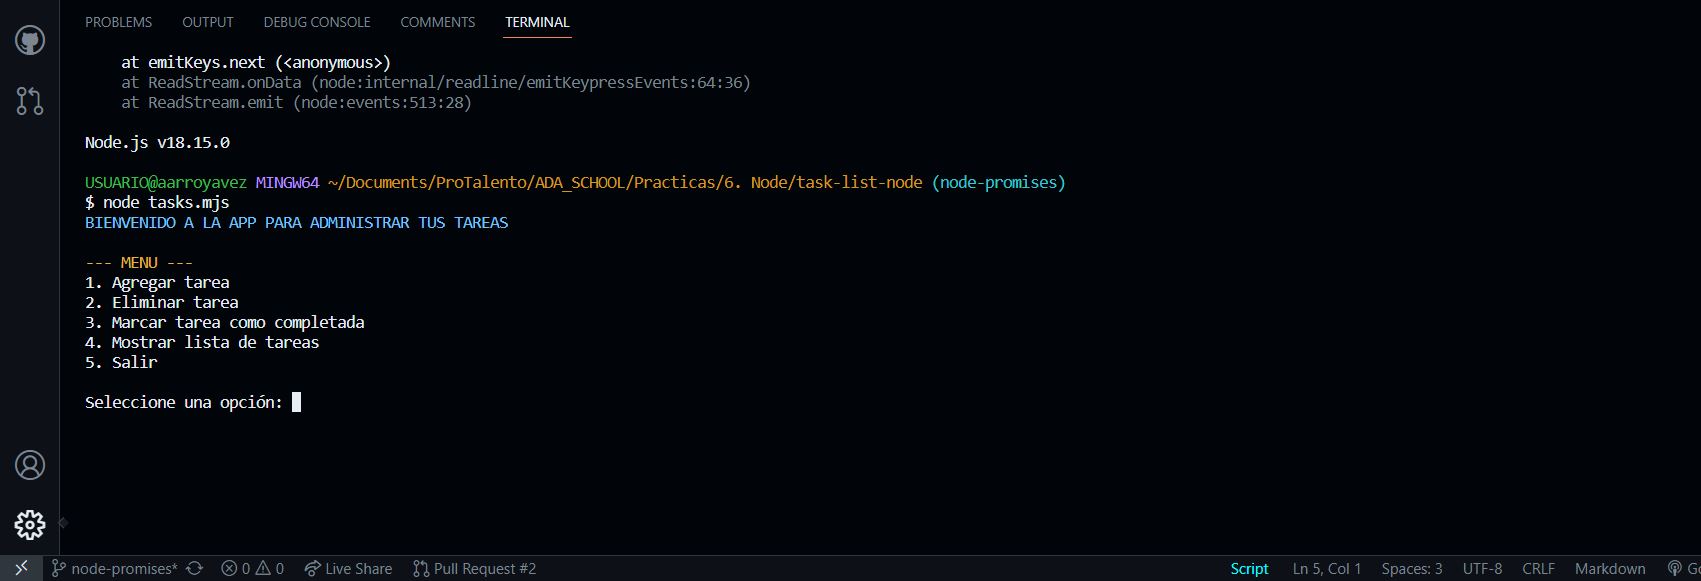 PROBLEMS OUTPUT DEBUG CONSOLE COMMENTS TERMINAL
at emitKeys.next (<anonymous>)
at ReadStream.onData (node:internal/readline/emitKeypressEvents:64:36)
at ReadStream.emit (node:events:513:28)
Node.js v18.15.0
USUARIO@aarroyavez MINGW64 ~/Documents/ProTalento/ADA_SCHOOL/Practicas/6. Node/task-list-node (node-promises)
$ node tasks.mjs
BIENVENIDO A LA APP PARA ADMINISTRAR TUS TAREAS
--- MENU ---
1. Agregar tarea
2. Eliminar tarea
3. Marcar tarea como completada
4. Mostrar lista de tareas
5. Salir
Seleccione una opción:
node-promises* 0 0 Live Share Pull Request #2 Script Ln 5, Col 1 Spaces: 3 UTF-8 CRLF Markdown